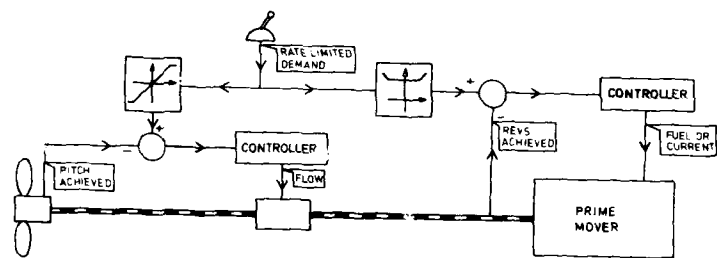 RATE LIMITED
DEMAND
+
CONTROLLER
-
REVS
ACHIEVED
FUEL OR
CURRENT
+
-
CONTROLLER
PITCH
ACHIEVED
FLOW
PRIME
MOVER